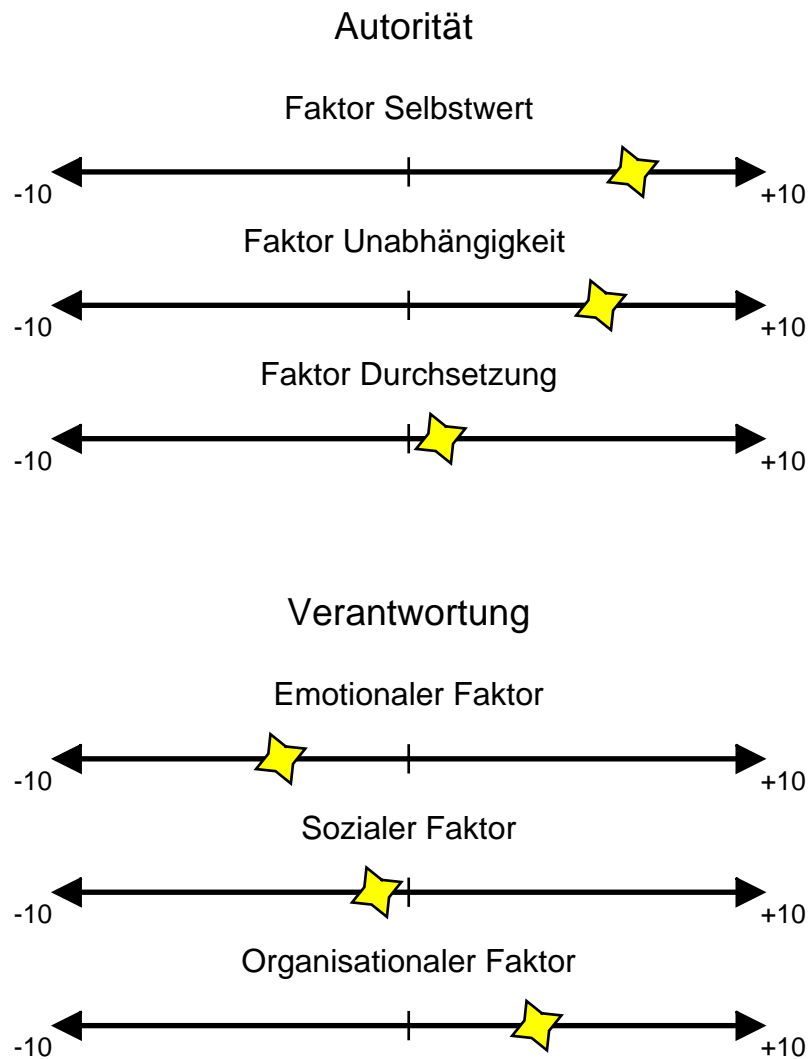 Autorität
Faktor Selbstwert
-10 +10
Faktor Unabhängigkeit
-10 +10
Faktor Durchsetzung
-10 +10
Verantwortung
Emotionaler Faktor
-10 +10
Sozialer Faktor
-10 +10
Organisationaler Faktor
-10 +10